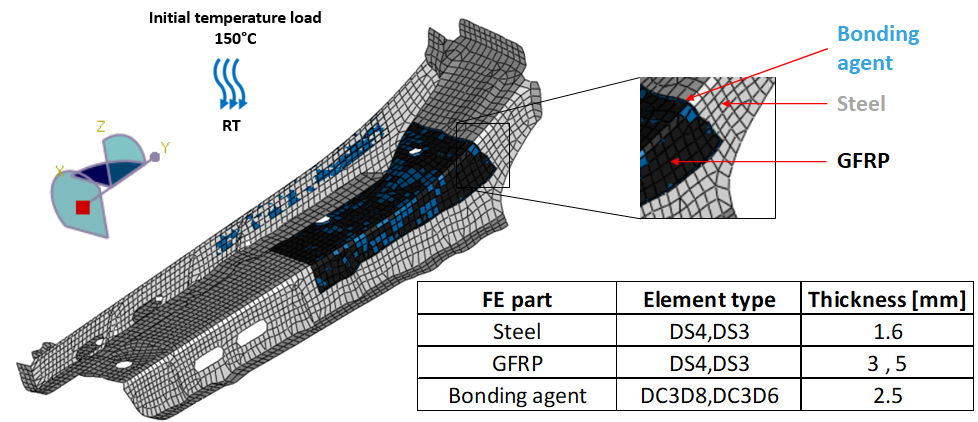 Initial temperature load
150°C
RT
Z
Y
X
Bonding
agent
Steel
GFRP
FE part Element type Thickness [mm]
Steel DS4,DS3 1.6
GFRP DS4,DS3 3 , 5
Bonding agent DC3D8,DC3D6 2.5